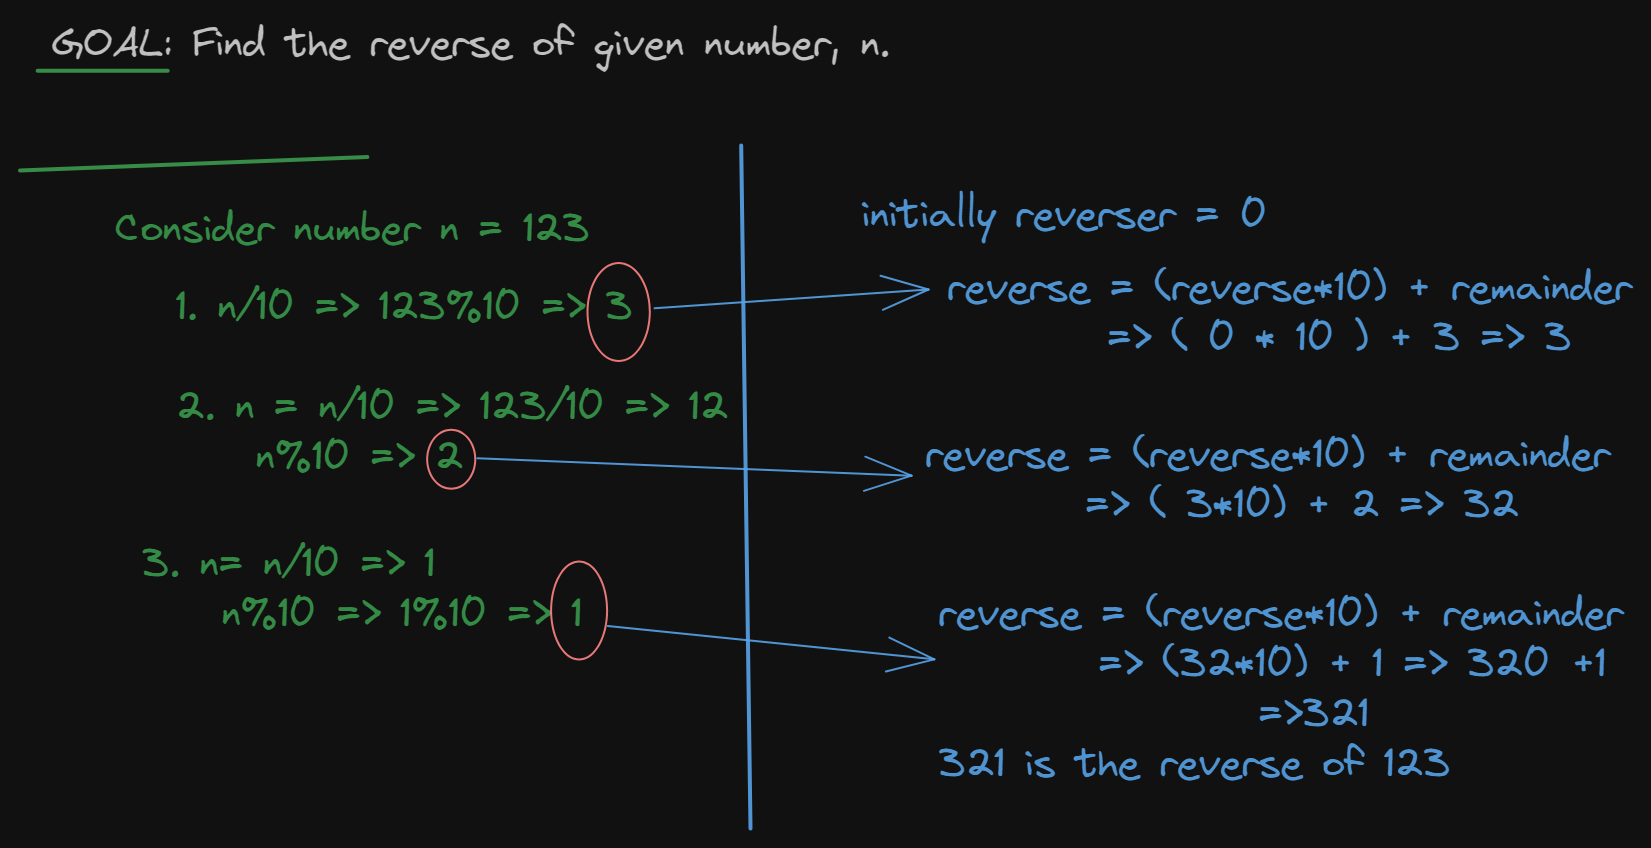 GOAL: Find the reverse of given number, n.
Consider number n = 123
1. n/10 => 123%10 => 3
2. n = n/10 => 123/10 => 12
n%10 => 2
3. n= n/10 => 1
n%10 => 1%10 => 1
initially reverser = 0
reverse = (reverse*10) + remainder
=> ( 0 * 10 ) + 3 => 3
reverse = (reverse*10) + remainder
=> ( 3*10) + 2 => 32
reverse = (reverse*10) + remainder
=> (32*10) + 1 => 320 +1
=>321
321 is the reverse of 123